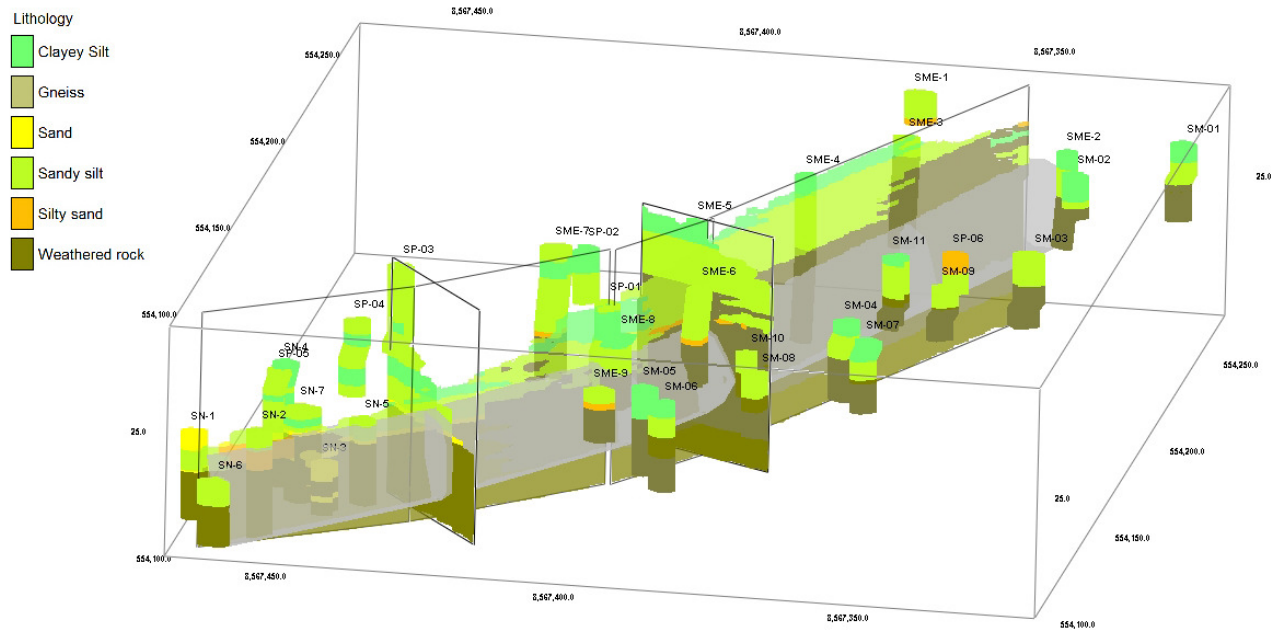 Lithology
Clayey Silt
Gneiss
Sand
Sandy silt
Silty sand
Weathered rock
8,567,450.0
8,567,400.0
8,567,350.0
554,250.0
554,200.0
554,150.0
554,100.0
SME-1
SME-3
SME-2
SM-02
SM-01
25.0
SME-4
SME-5
SME-7
SP-02
SP-03
SM-11
SP-06
SM-03
SM-09
SME-6
SP-01
SP-04
SME-8
SM-04
SM-07
SM-10
SM-08
SN-4
SP-05
SME-9
SM-05
SM-06
SN-7
SN-5
SN-1
SN-2
25.0
SN-3
SN-6
554,250.0
554,200.0
25.0
554,150.0
554,100.0
554,100.0
8,567,450.0
8,567,400.0
8,567,350.0